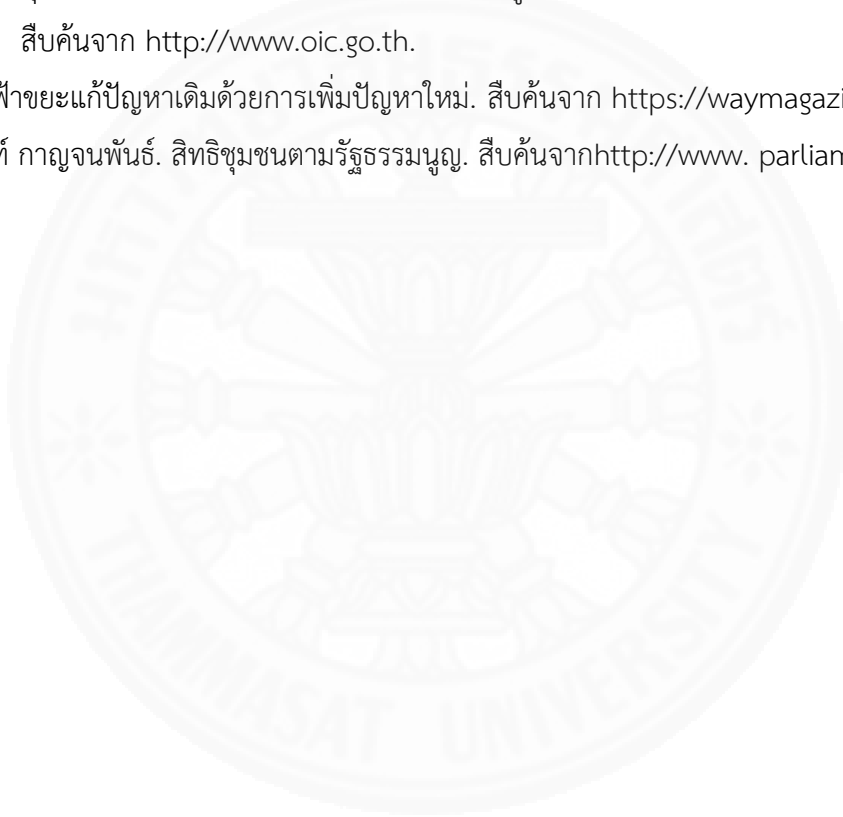 สืบค้นจาก http://www.oic.go.th.
ฟ้าขยะแก้ปัญหาเดิมด้วยการเพิ่มปัญหาใหม่. สืบค้นจาก https://waymagazi
กาญจนพันธ์. สิทธิชุมชนตามรัฐธรรมนูญ. สืบค้นจากhttp://www. parliam
THAMMASAT UNIVERSITY